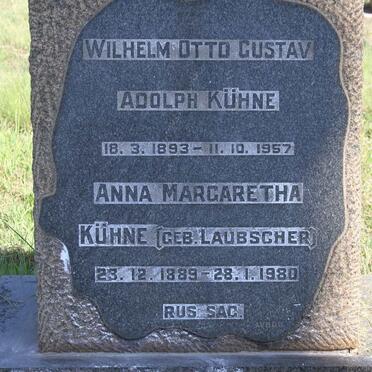 WILHELM OTTO GUSTAV
ADOLPH KÜHNE
18. 3. 1893 – 11. 10. 1957
ANNA MARGARETHA
KÜHNE (GEB. LAUBSCHER)
23. 12. 1889 – 28. 1. 1980
RUS SAG.